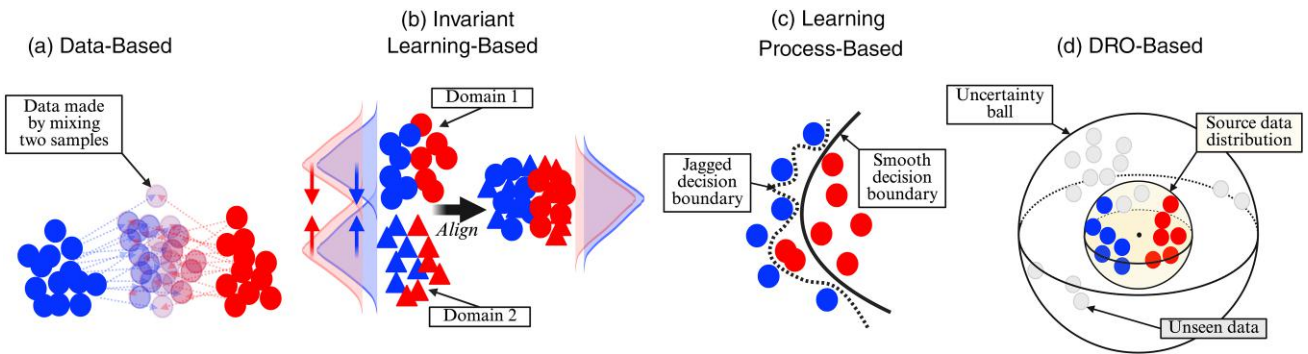 (a) Data-Based
Data made
by mixing
two samples
(b) Invariant
Learning-Based
Domain 1
Align
Domain 2
(c) Learning
Process-Based
Jagged
decision
boundary
Smooth
decision
boundary
(d) DRO-Based
Uncertainty
ball
Source data
distribution
Unseen data